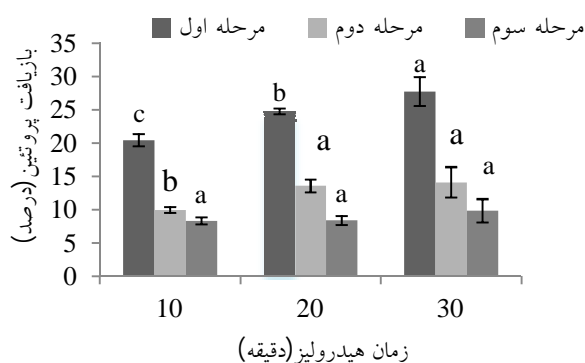 مرحله اول مرحله دوم مرحله سوم
بازیافت پروتئین(درصد)
35
30
25
20
15
10
5
0
c
b
a
b
a
a
a
a
a
10 20 30
زمان هیدرولیز(دقیقه)